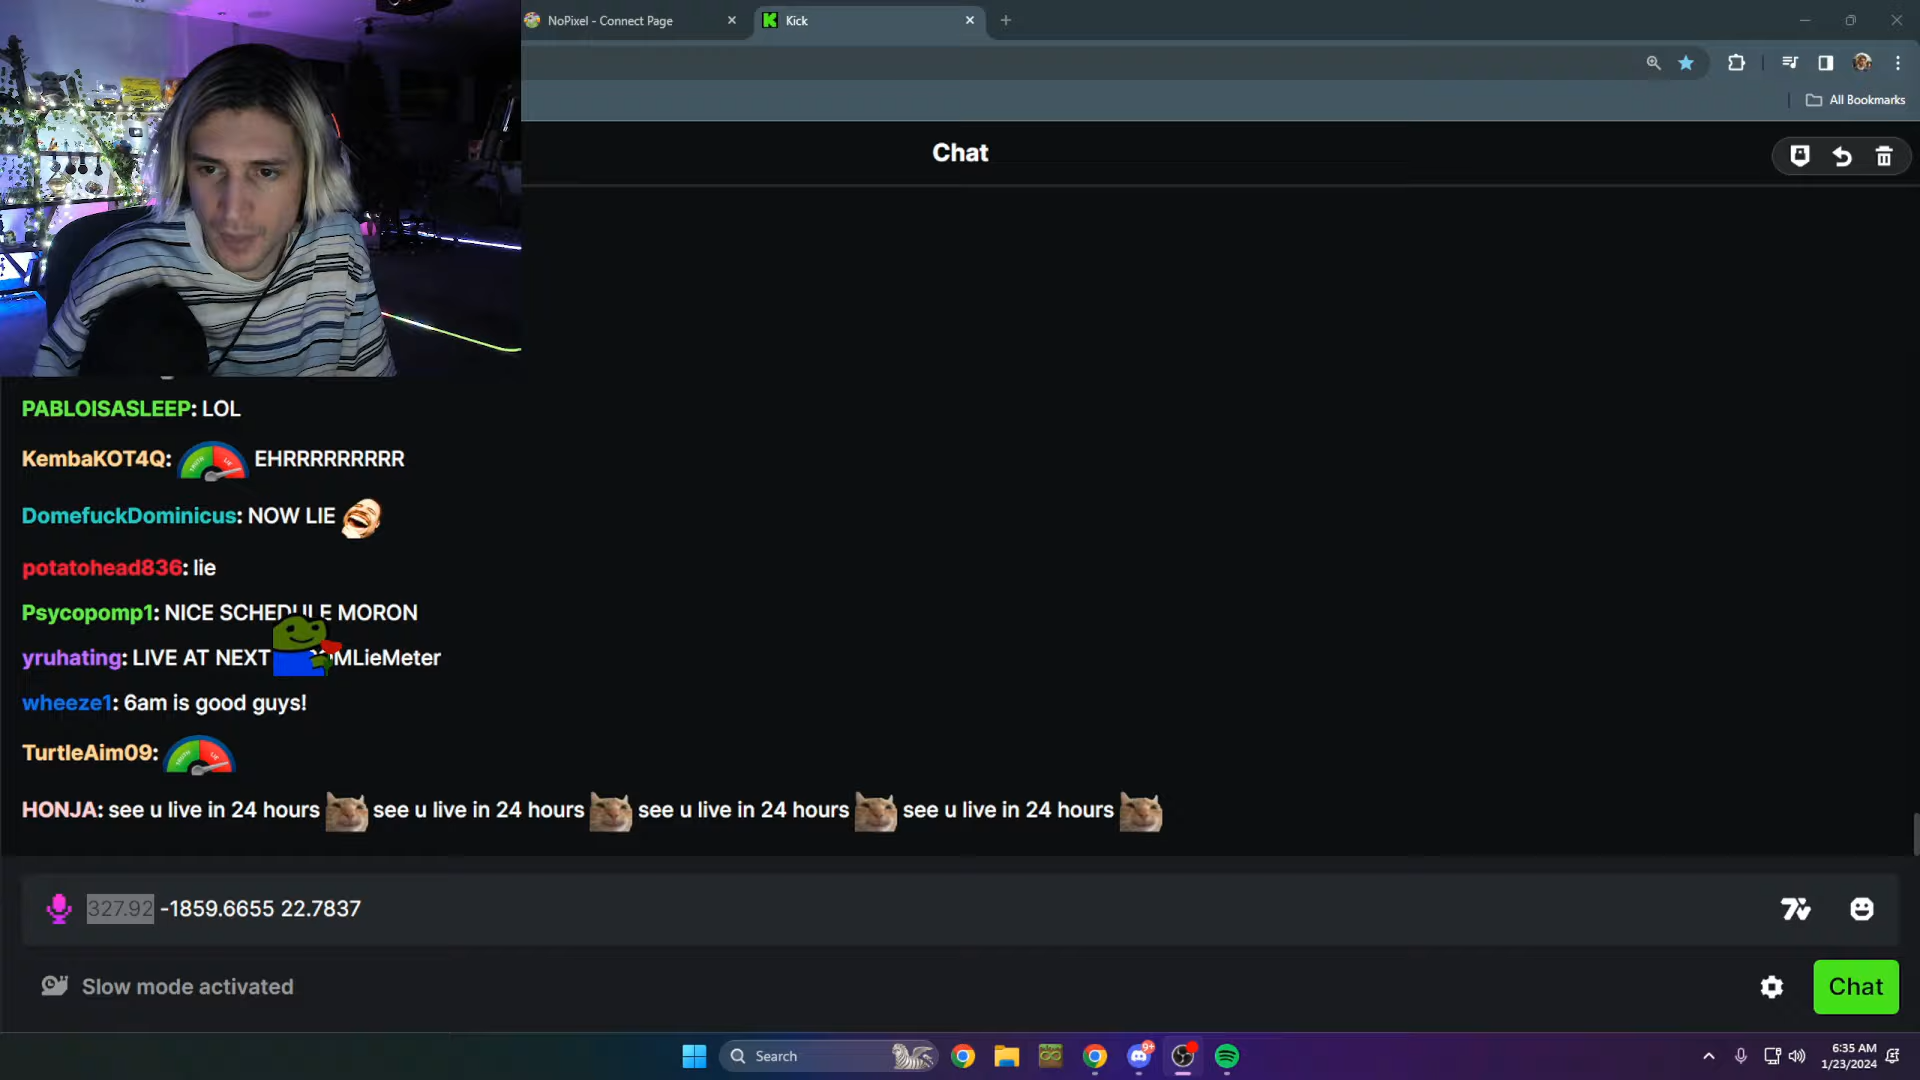 NoPixel - Connect Page
Kick
All Bookmarks
Chat
PABLOISASLEEP: LOL
KembaKOT4Q: EHRRRRRRRRR
DomefuckDominicus: NOW LIE
potatohead836: lie
Psycopomp1: NICE SCHEDULE MORON
yruhating: LIVE AT NEXT MLieMeter
wheeze1: 6am is good guys!
TurtleAim09:
HONJA: see u live in 24 hours see u live in 24 hours see u live in 24 hours see u live in 24 hours
327.92 -1859.6655 22.7837
Slow mode activated
Chat
Search
9+
6:35 AM
1/23/2024